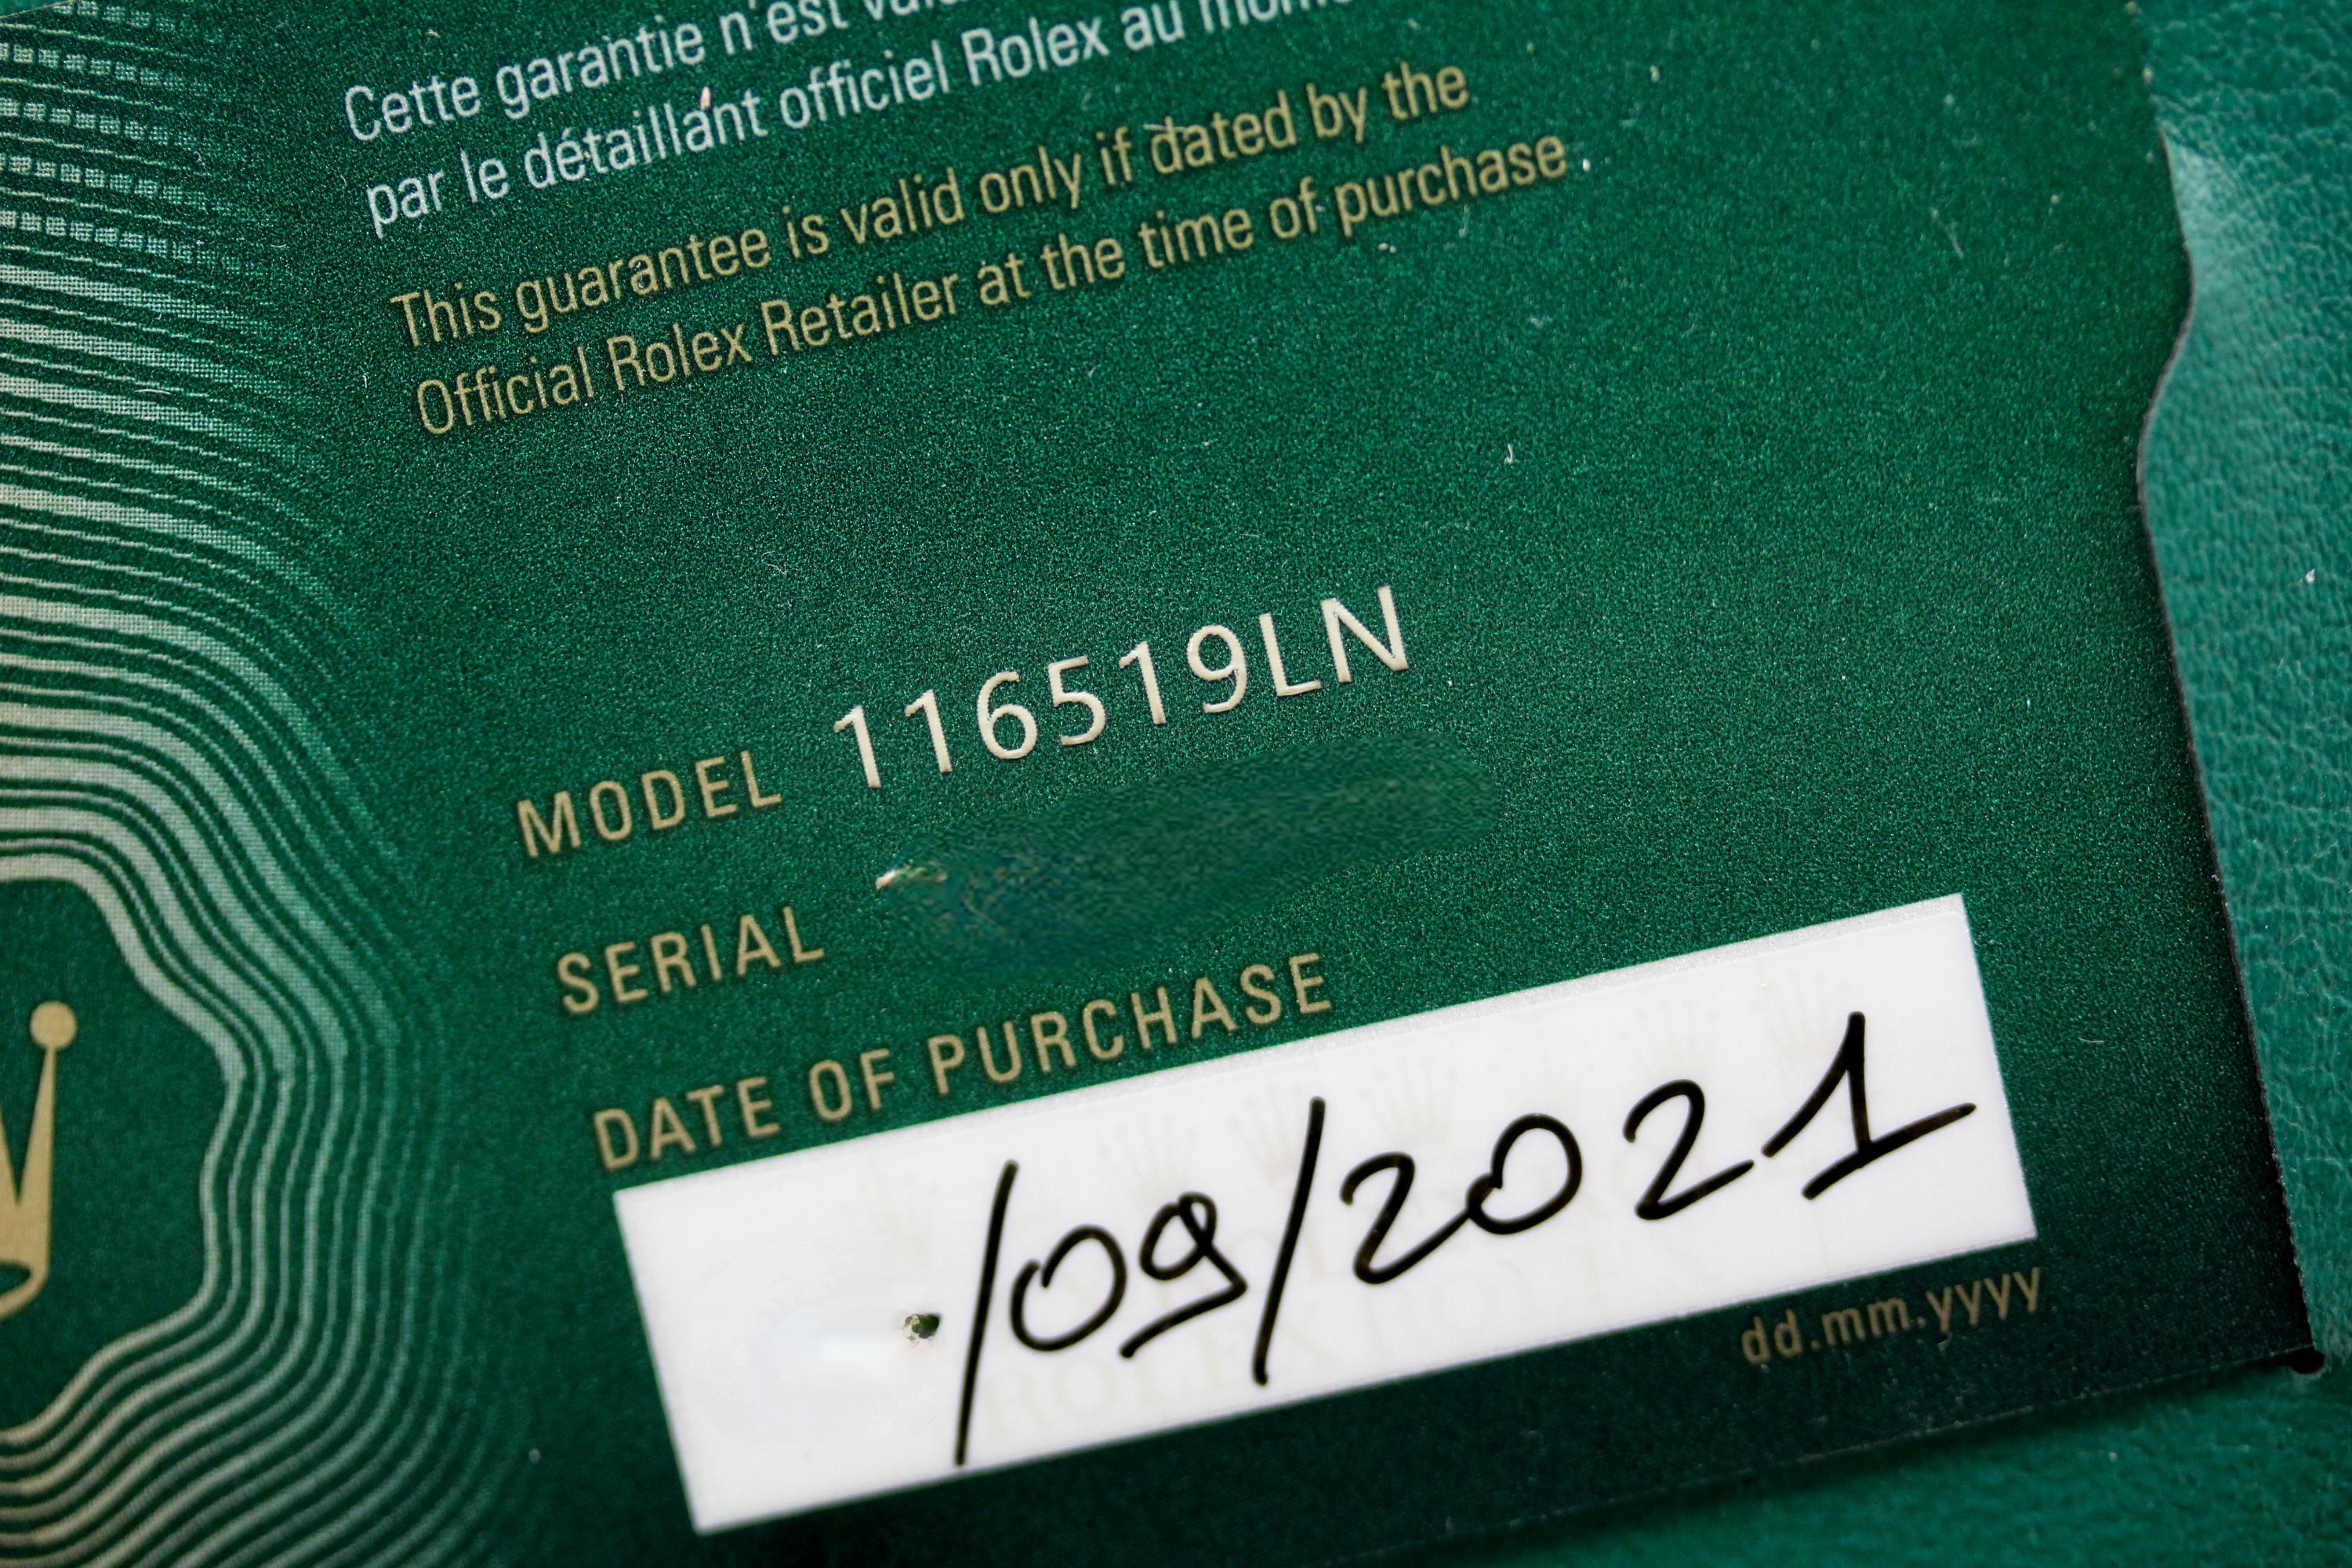 Cette garantie n'est
par le détaillant officiel Rolex au
This guarantee is valid only if dated by the
Official Rolex Retailer at the time of purchase
MODEL 116519LN
SERIAL
DATE OF PURCHASE
/09/2021
dd.mm.yyyy